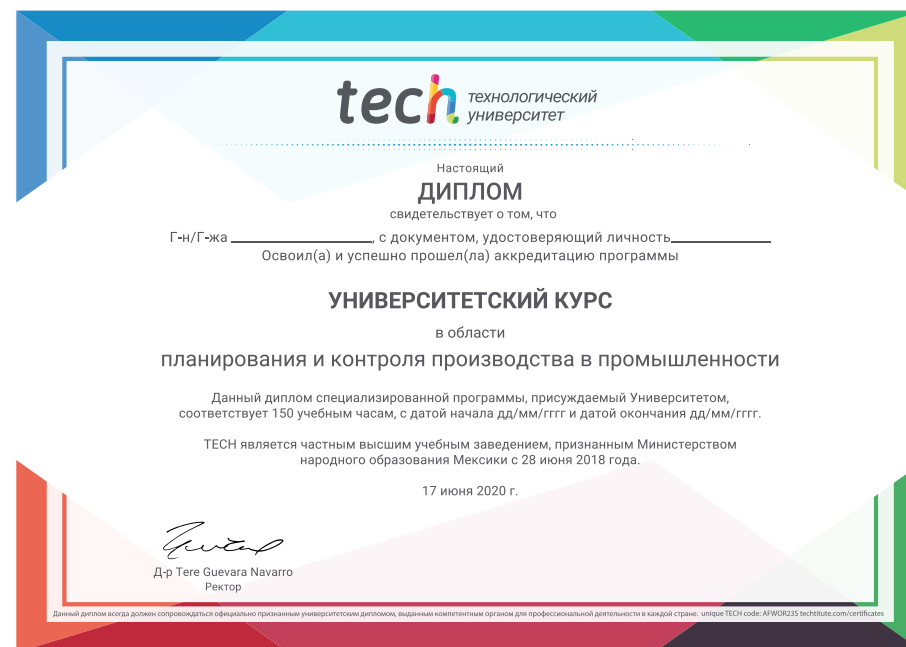 tech технологический
университет
Настоящий
ДИПЛОМ
свидетельствует о том, что
Г-н/Г-жа ____________________, с документом, удостоверяющий личность______________
Освоил(а) и успешно прошел(ла) аккредитацию программы
УНИВЕРСИТЕТСКИЙ КУРС
в области
планирования и контроля производства в промышленности
Данный диплом специализированной программы, присуждаемый Университетом,
соответствует 150 учебным часам, с датой начала дд/мм/гггг и датой окончания дд/мм/гггг.
TECH является частным высшим учебным заведением, признанным Министерством
народного образования Мексики с 28 июня 2018 года.
17 июня 2020 г.
Д-р Tere Guevara Navarro
Ректор
Данный диплом всегда должен сопровождаться официально признанным университетским дипломом, выданным компетентным органом для профессиональной деятельности в каждой стране. unique TECH code: AFWOR23S techtitute.com/certificates